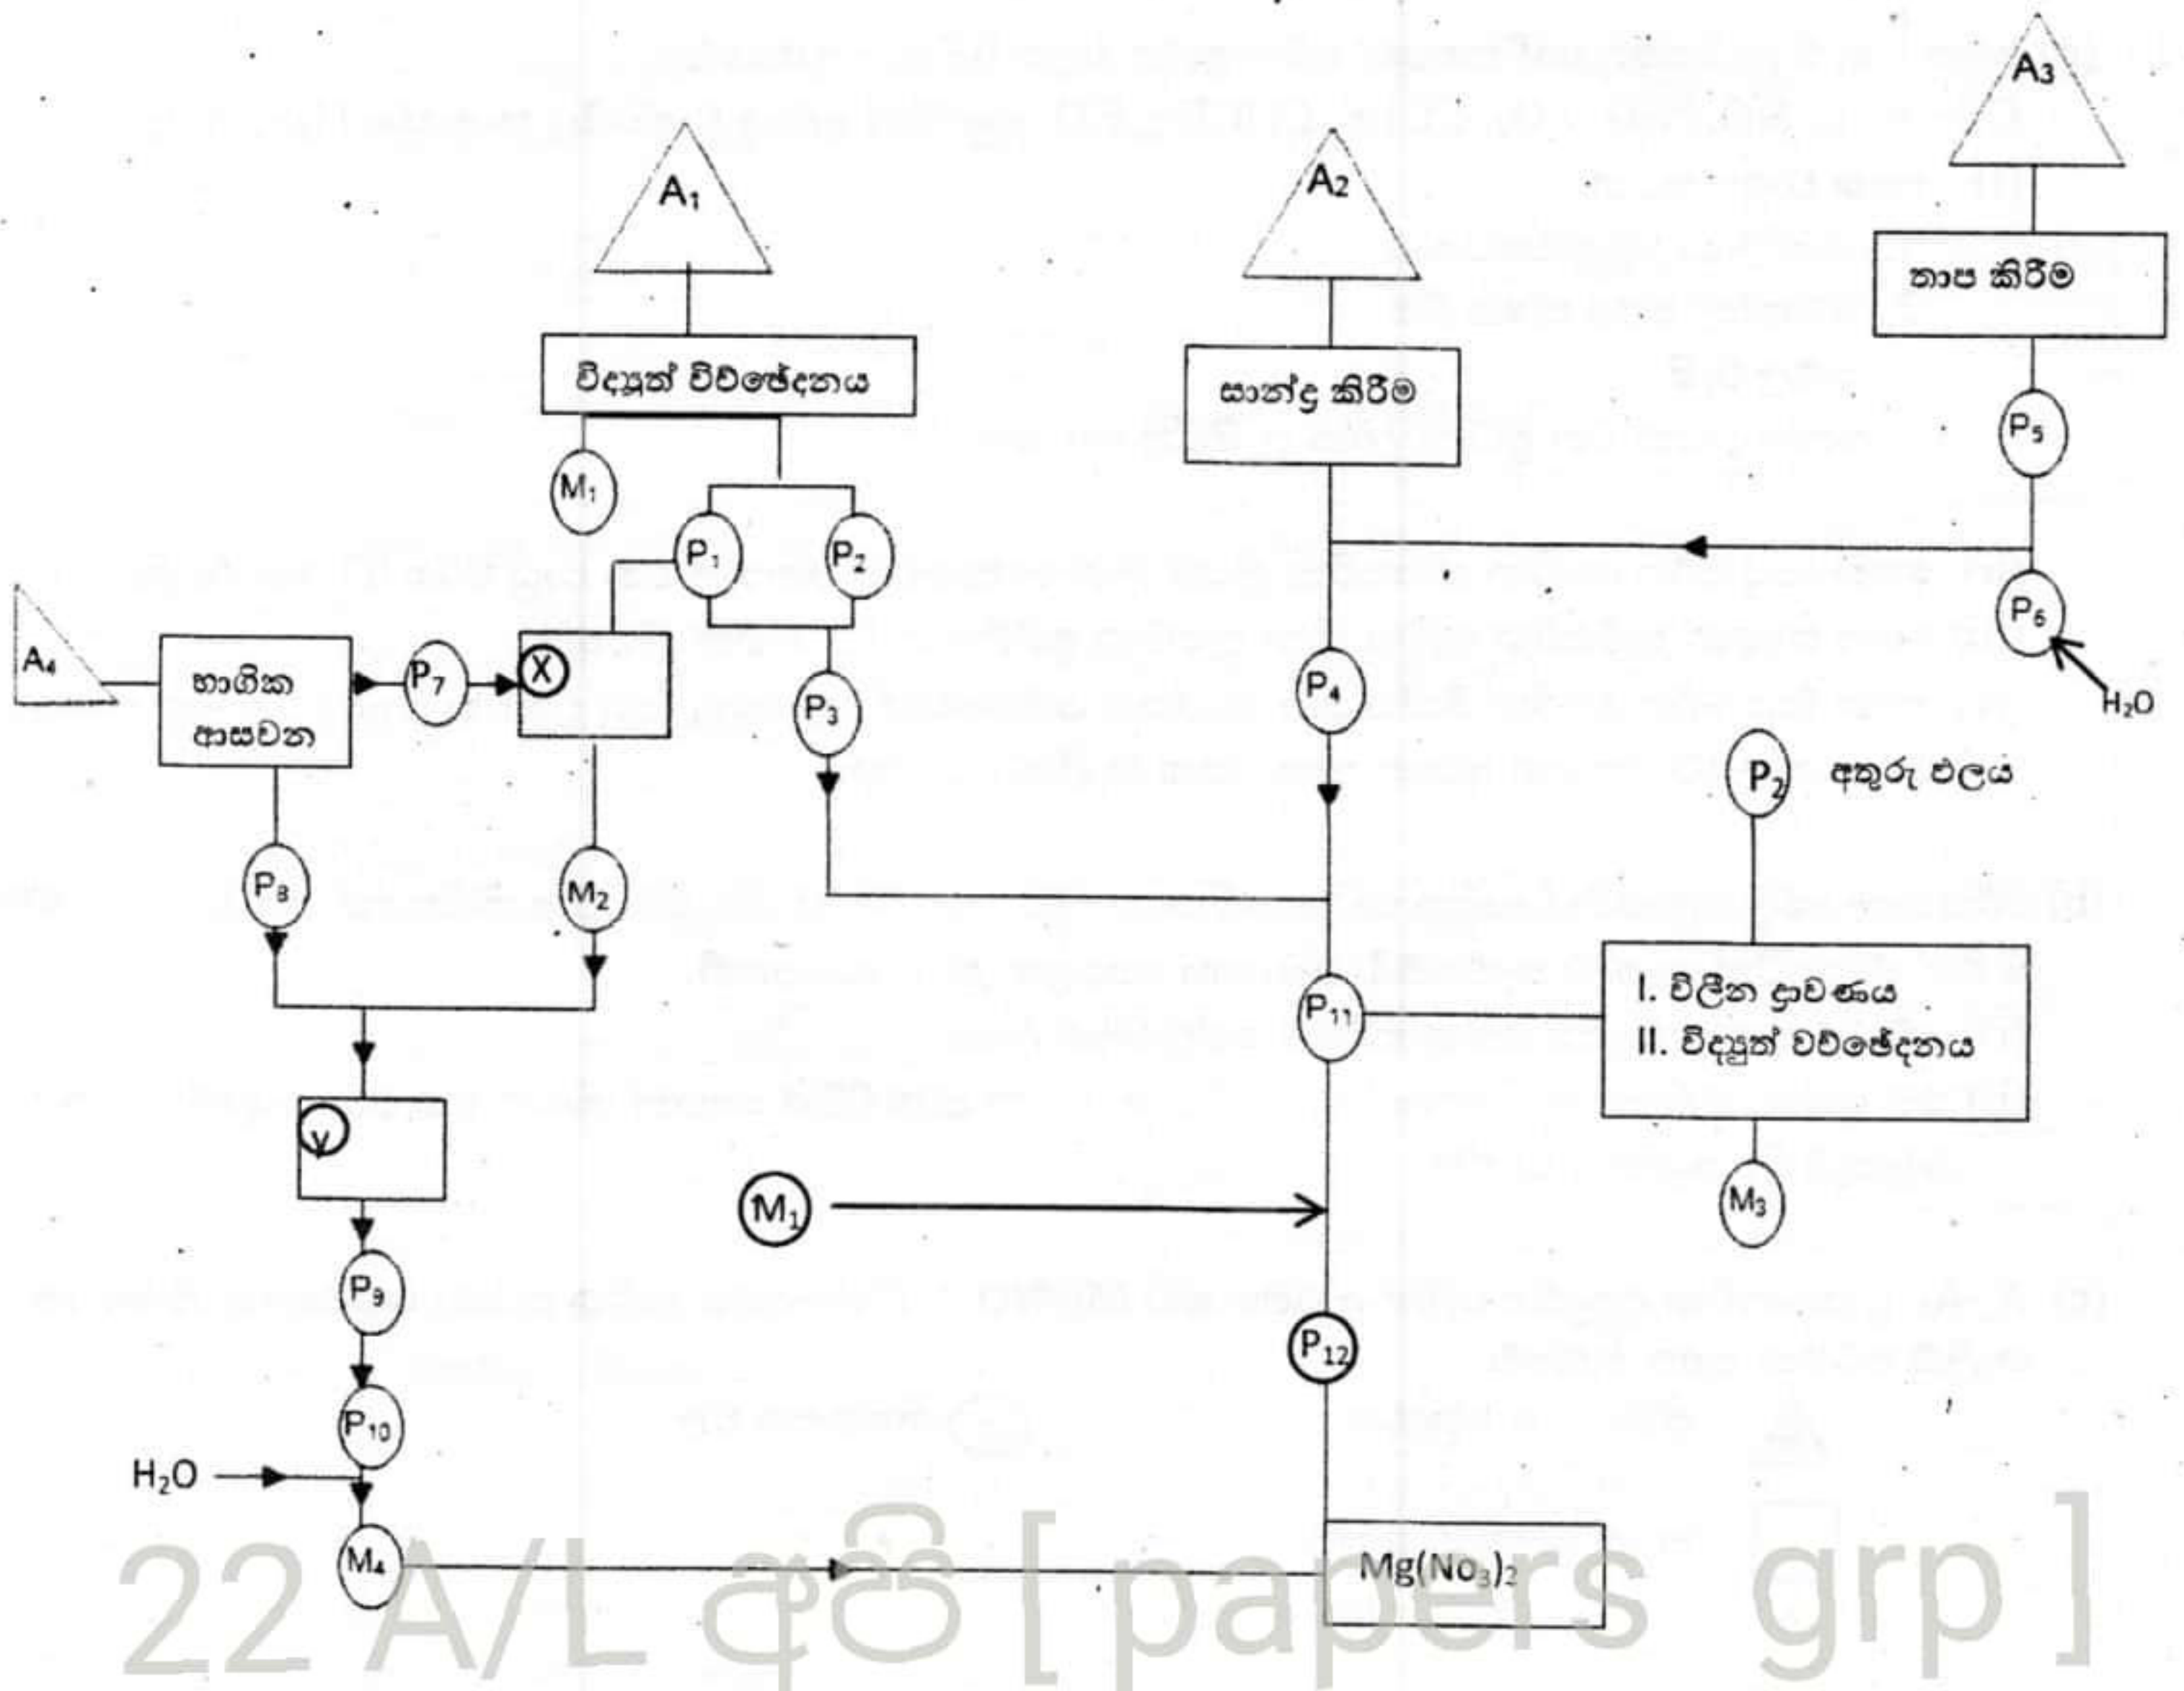 A₃
A₁
A₂
තාප කිරීම
විද්‍යුත් විච්ඡේදනය
සාන්ද්‍ර කිරීම
P₅
M₁
P₁
P₂
P₆
H₂O
A₄
භාගික
ආසවන
P₇
X
P₃
P₄
P₂
අතුරු ඵලය
P₈
M₂
P₁₁
I. විලීන ද්‍රාවණය
II. විද්‍යුත් වච්ඡේදනය
y
M₁
M₃
P₉
P₁₂
P₁₀
H₂O
M₄
Mg(No₃)₂
22 A/L අපි [ papers grp ]